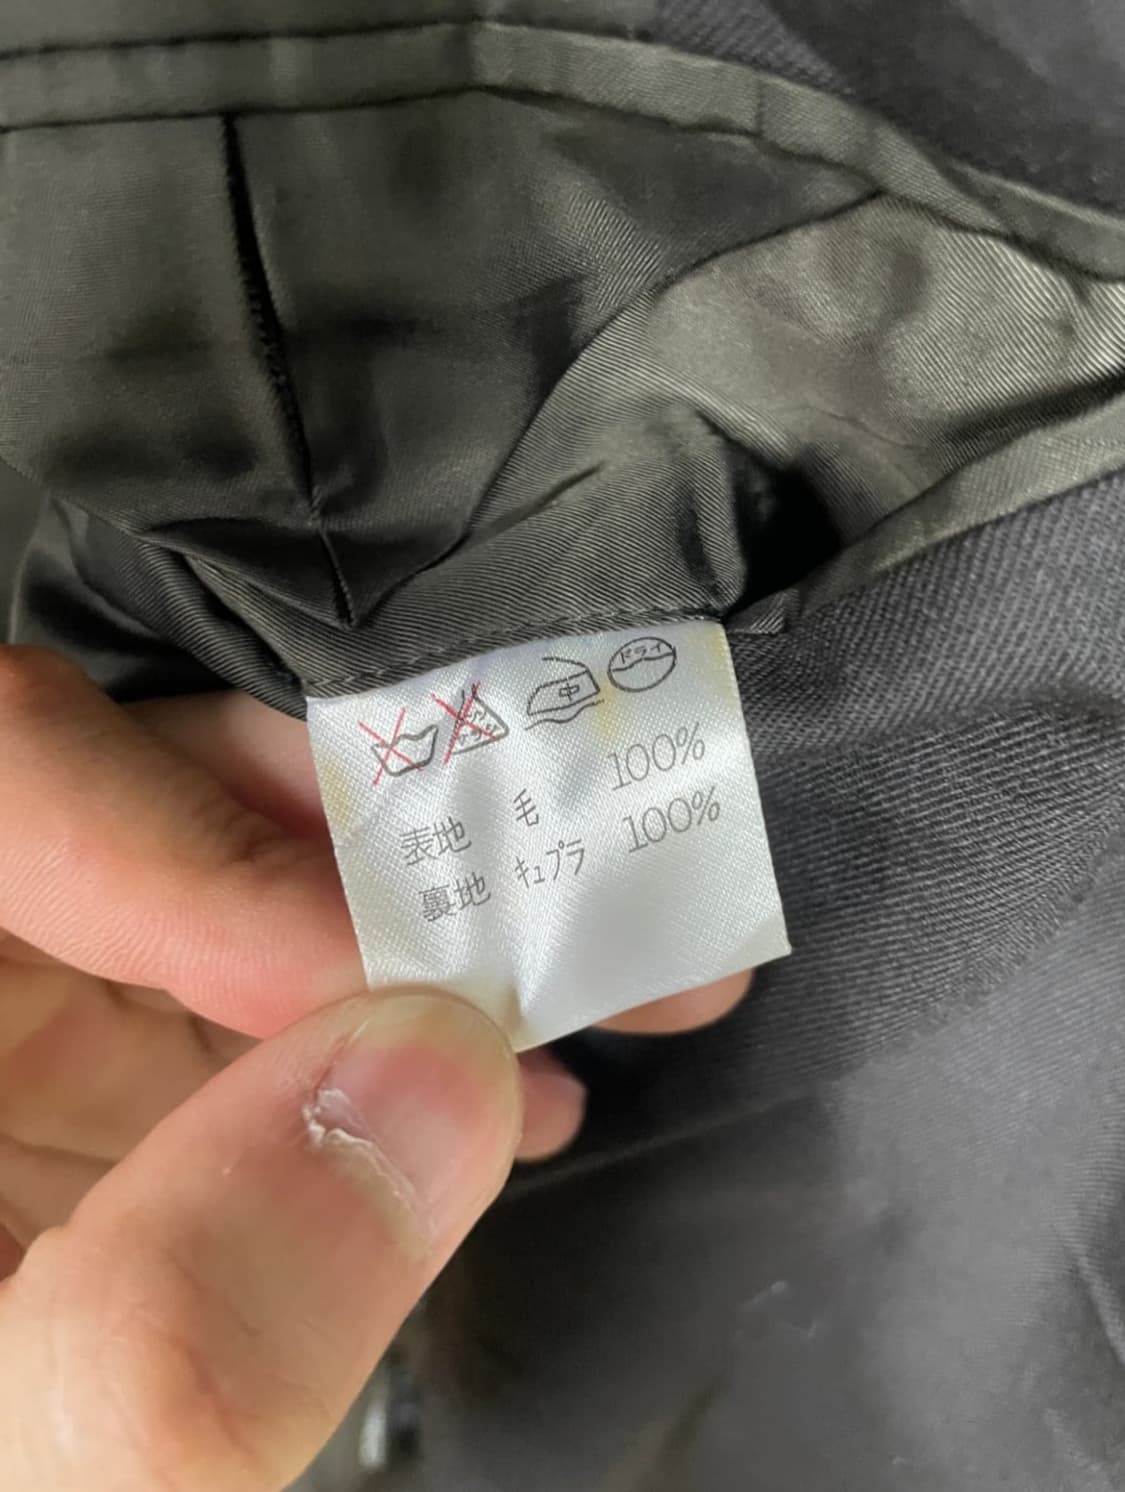 中 ドライ
表地 毛 100%
裏地 キュプラ 100%